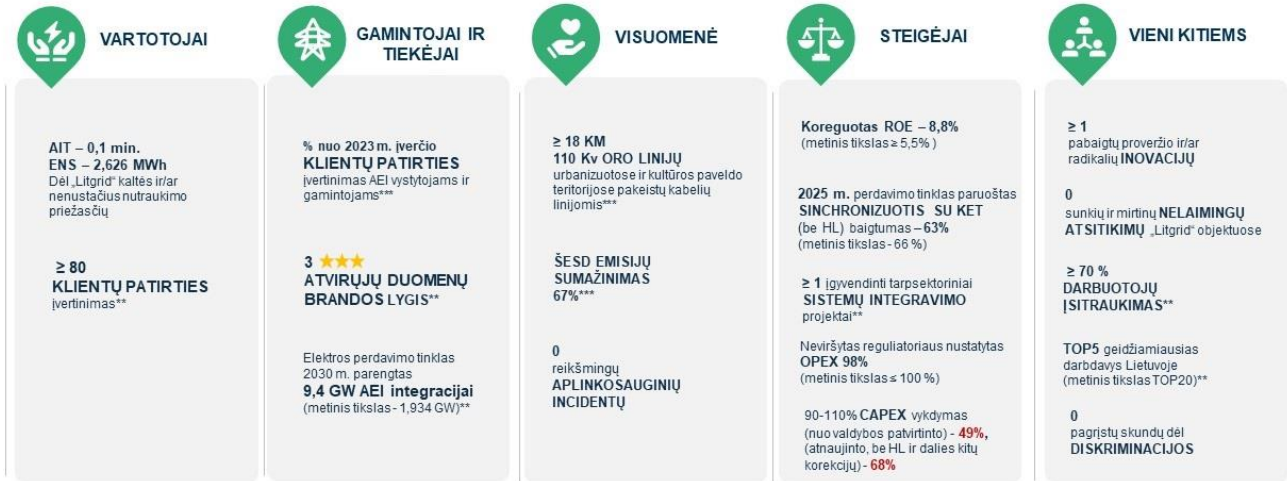 VARTOTOJAI
AIT – 0,1 min.
ENS – 2,626 MWh
Dėl „Litgrid“ kaltės ir/ar
nenustačius nutraukimo
priežasčių
≥ 80
KLIENTŲ PATIRTIES
įvertinimas**
GAMINTOJAI IR
TIEKĖJAI
% nuo 2023 m. įverčio
KLIENTŲ PATIRTIES
įvertinimas AEI vystytojams ir
gamintojams***
3
ATVIRŲJŲ DUOMENŲ
BRANDOS LYGIS**
Elektros perdavimo tinklas
2030 m. parengtas
9,4 GW AEI integracijai
(metinis tikslas - 1,934 GW)**
VISUOMENĖ
≥ 18 KM
110 Kv ORO LINIJŲ
urbanizuotose ir kultūros paveldo
teritorijose pakeistų kabelių
linijomis***
ŠESD EMISIJŲ
SUMAŽINIMAS
67%***
0
reikšmingų
APLINKOSAUGINIŲ
INCIDENTŲ
STEIGĖJAI
Koreguotas ROE – 8,8%
(metinis tikslas ≥ 5,5% )
2025 m. perdavimo tinklas paruoštas
SINCHRONIZUOTIS SU KET
(be HL) baigtumas – 63%
(metinis tikslas - 66 %)
≥ 1 įgyvendinti tarpsektoriniai
SISTEMŲ INTEGRAVIMO
projektai**
Neviršytas reguliatoriaus nustatytas
OPEX 98%
(metinis tikslas ≤ 100 %)
90-110% CAPEX vykdymas
(nuo valdybos patvirtinto) - 49%,
(atnaujinto, be HL ir dalies kitų
korekcijų) - 68%
VIENI KITIEMS
≥ 1
pabaigtų proveržio ir/ar
radikalių INOVACIJŲ
0
sunkių ir mirtinų NELAIMINGŲ
ATSITIKIMŲ „Litgrid“ objektuose
≥ 70 %
DARBUOTOJŲ
ĮSITRAUKIMAS**
TOP5 geidžiamiausias
darbdavys Lietuvoje
(metinis tikslas TOP20)**
0
pagrįstų skundų dėl
DISKRIMINACIJOS